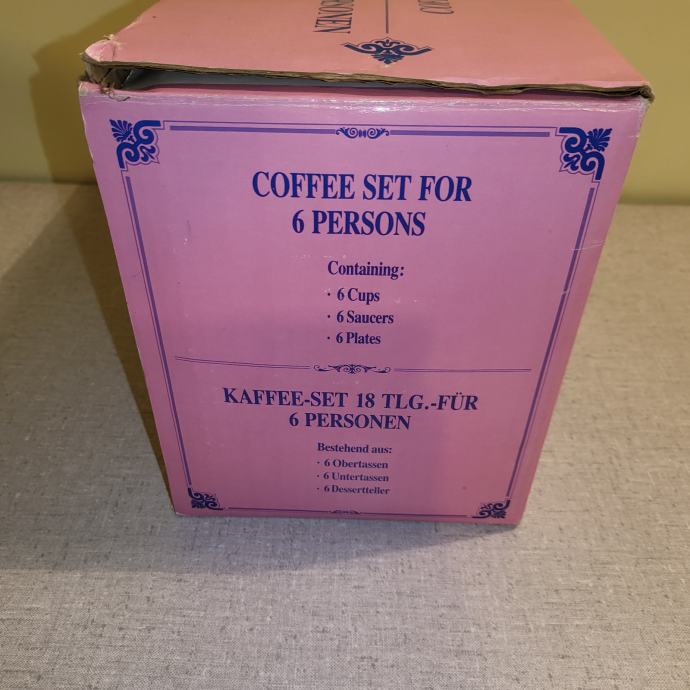 COFFEE SET FOR
6 PERSONS
Containing:
· 6 Cups
· 6 Saucers
· 6 Plates
KAFFEE-SET 18 TLG.-FÜR
6 PERSONEN
Bestehend aus:
· 6 Obertassen
· 6 Untertassen
· 6 Dessertteller